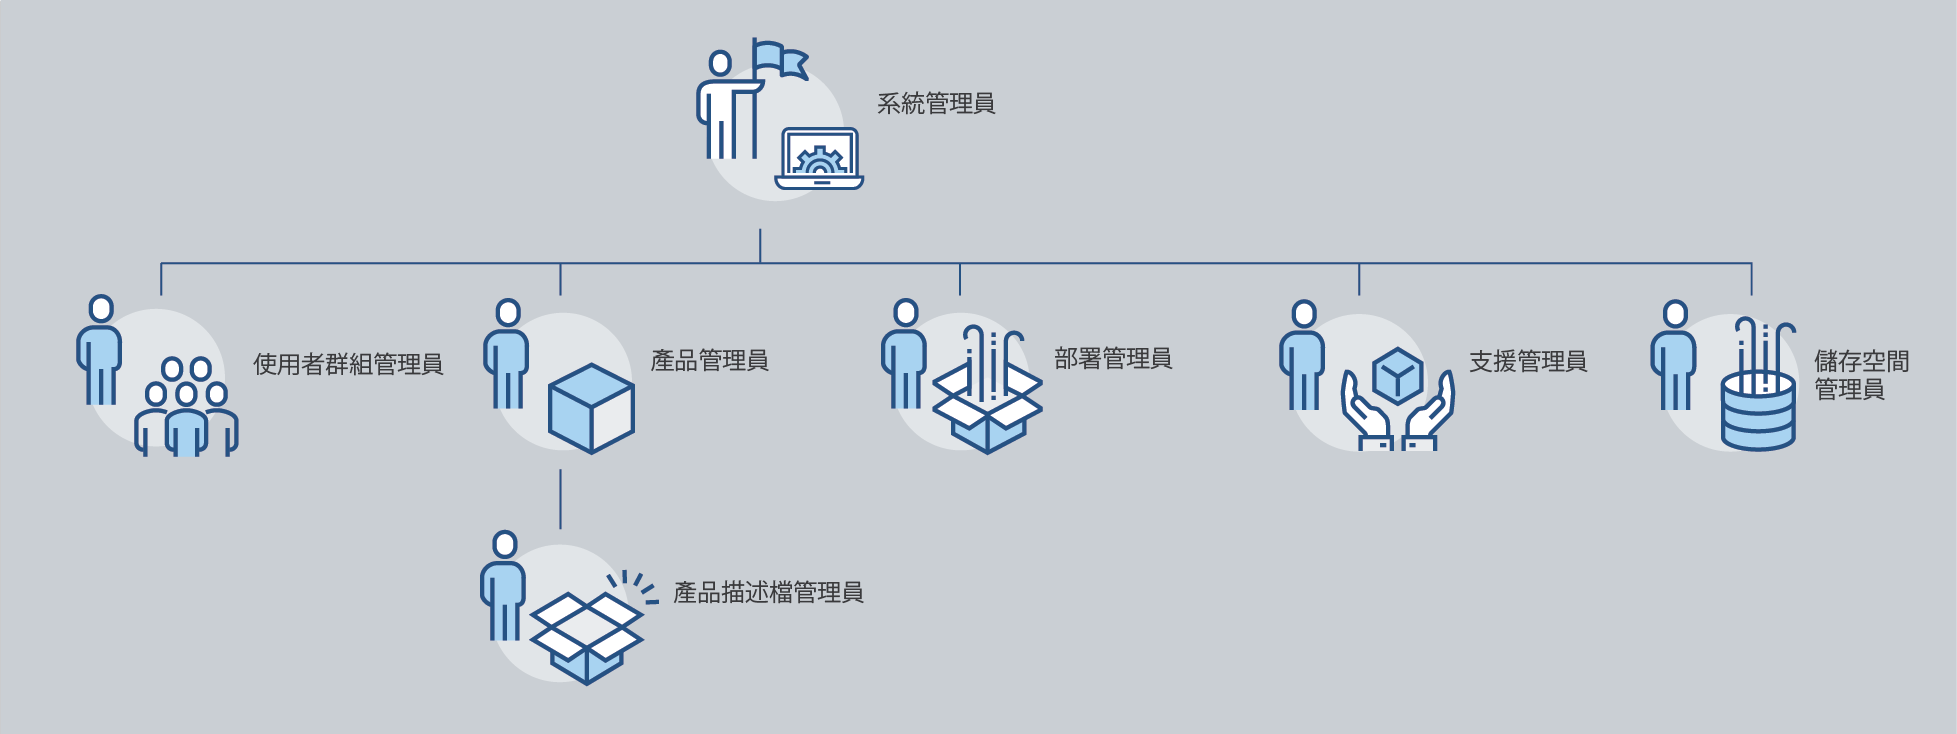 系統管理員
使用者群組管理員
產品管理員
部署管理員
支援管理員
儲存空間
管理員
產品描述檔管理員